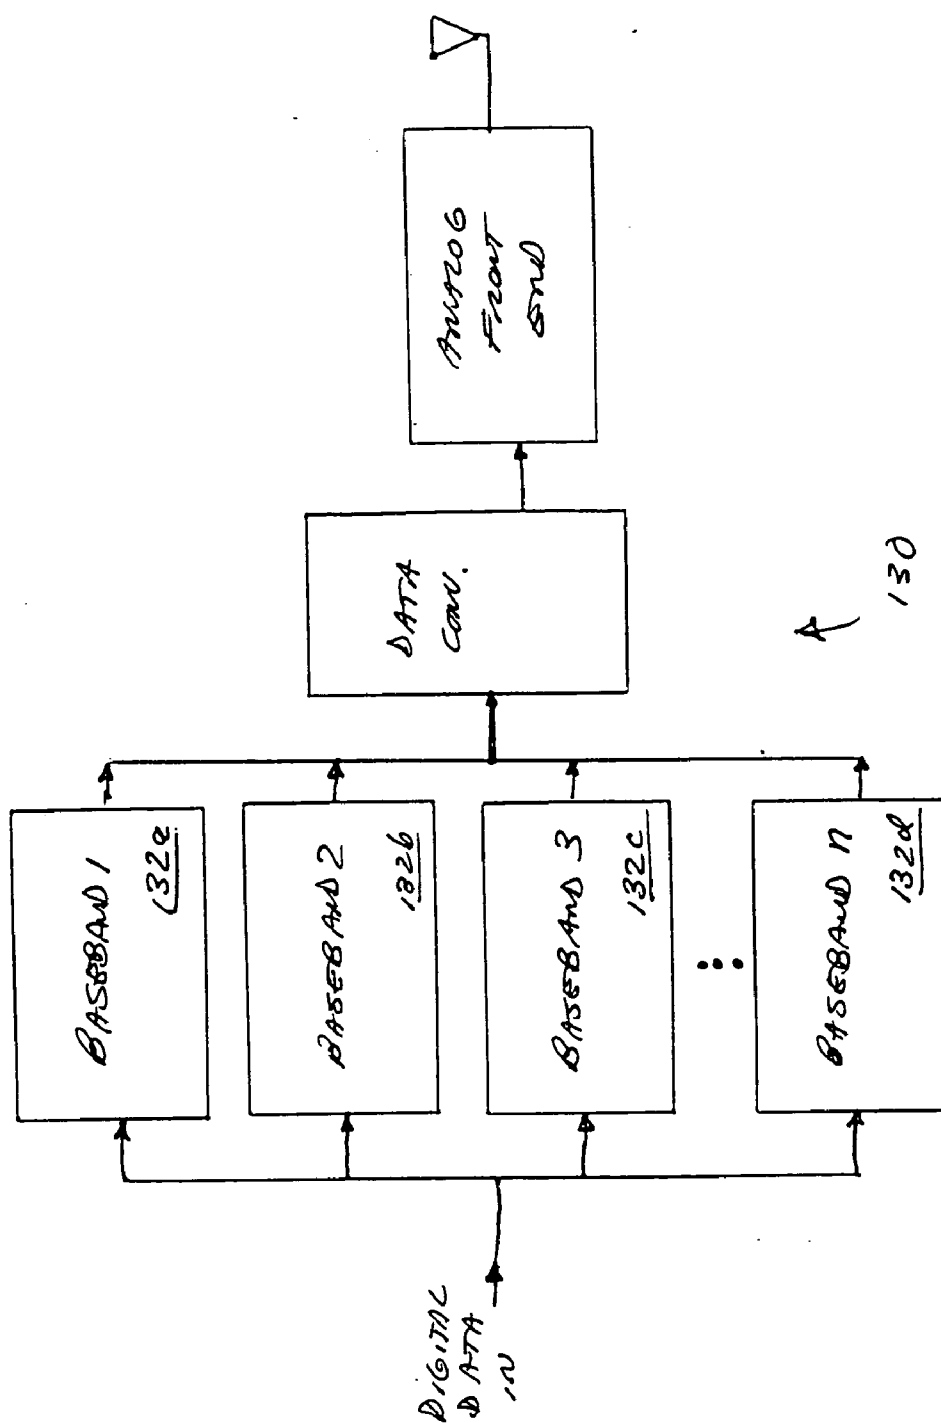 DIGITAL
DATA
IN
BASEBAND 1
132a
BASEBAND 2
132b
BASEBAND 3
132c
BASEBAND n
132d
DATA
Conv.
ANALOG
Front
End
130